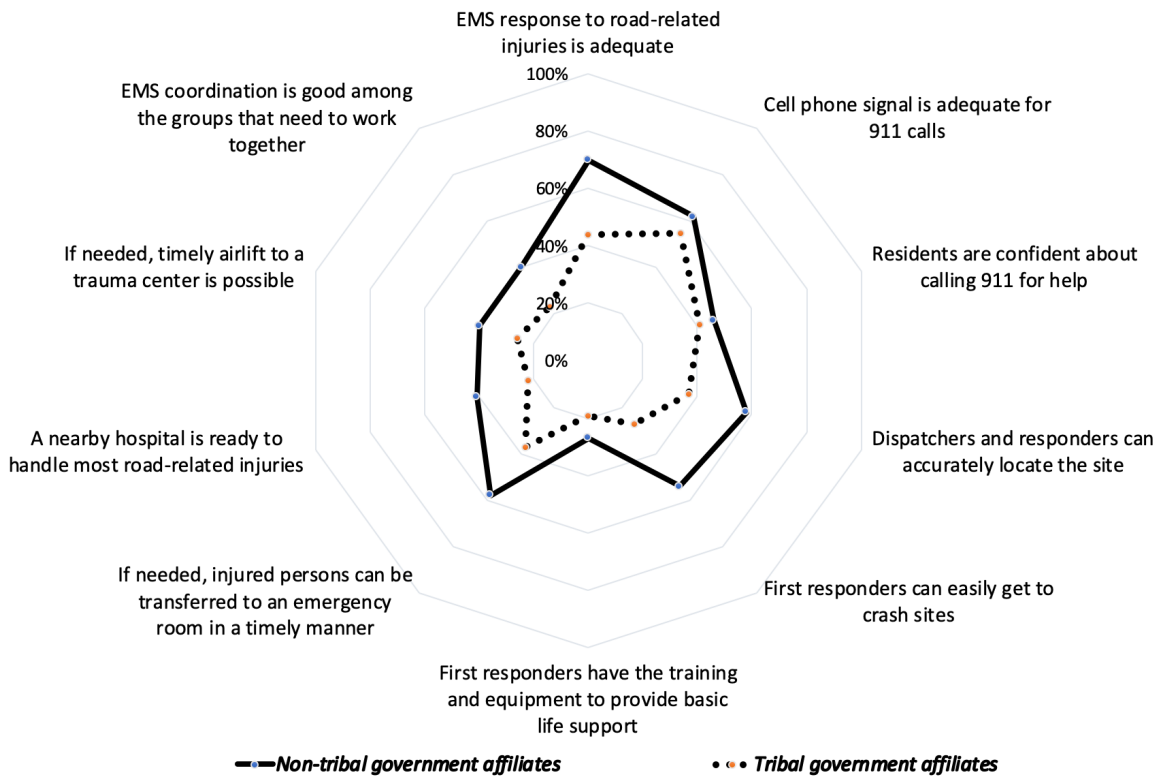 EMS response to road-related
injuries is adequate
100%
80%
60%
40%
20%
0%
Cell phone signal is adequate for
911 calls
Residents are confident about
calling 911 for help
Dispatchers and responders can
accurately locate the site
First responders can easily get to
crash sites
First responders have the training
and equipment to provide basic
life support
If needed, injured persons can be
transferred to an emergency
room in a timely manner
A nearby hospital is ready to
handle most road-related injuries
If needed, timely airlift to a
trauma center is possible
EMS coordination is good among
the groups that need to work
together
Non-tribal government affiliates
Tribal government affiliates